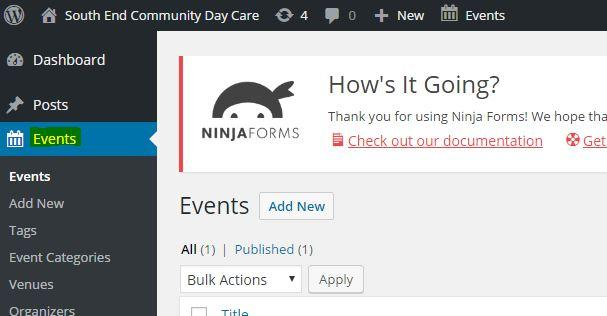 South End Community Day Care 4 0 + New Events
Dashboard
Posts
Events
Events
Add New
Tags
Event Categories
Venues
Organizers
NINJAFORMS
How's It Going?
Thank you for using Ninja Forms! We hope tha
Check out our documentation Get
Events Add New
All (1) | Published (1)
Bulk Actions Apply
Title